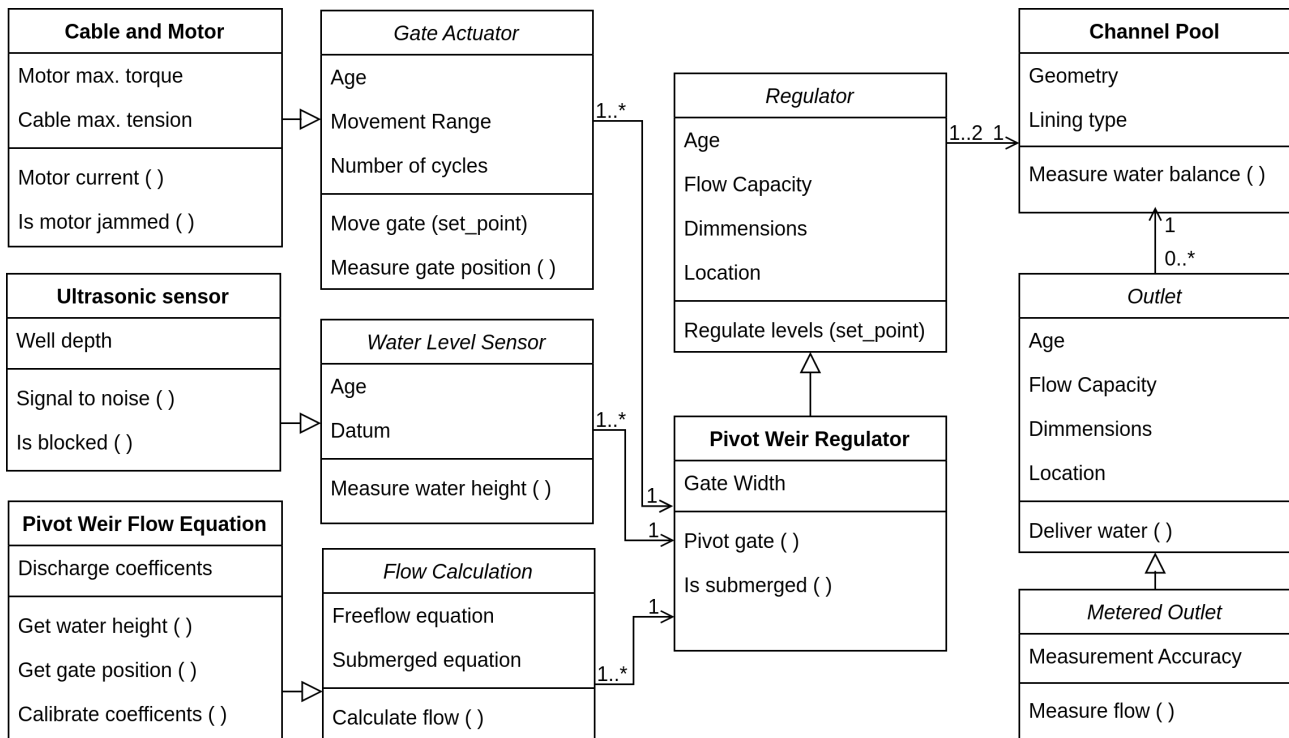 Cable and Motor
Motor max. torque
Cable max. tension
Motor current ( )
Is motor jammed ( )
Gate Actuator
Age
Movement Range
Number of cycles
Move gate (set_point)
Measure gate position ( )
1..*
Regulator
Age
Flow Capacity
Dimmensions
Location
Regulate levels (set_point)
1..2 1
Channel Pool
Geometry
Lining type
Measure water balance ( )
1
0..*
Ultrasonic sensor
Well depth
Signal to noise ( )
Is blocked ( )
Water Level Sensor
Age
Datum
Measure water height ( )
1..*
1
1
Pivot Weir Regulator
Gate Width
Pivot gate ( )
Is submerged ( )
Outlet
Age
Flow Capacity
Dimmensions
Location
Deliver water ( )
Pivot Weir Flow Equation
Discharge coefficents
Get water height ( )
Get gate position ( )
Calibrate coefficents ( )
Flow Calculation
Freeflow equation
Submerged equation
Calculate flow ( )
1..*
1
Metered Outlet
Measurement Accuracy
Measure flow ( )